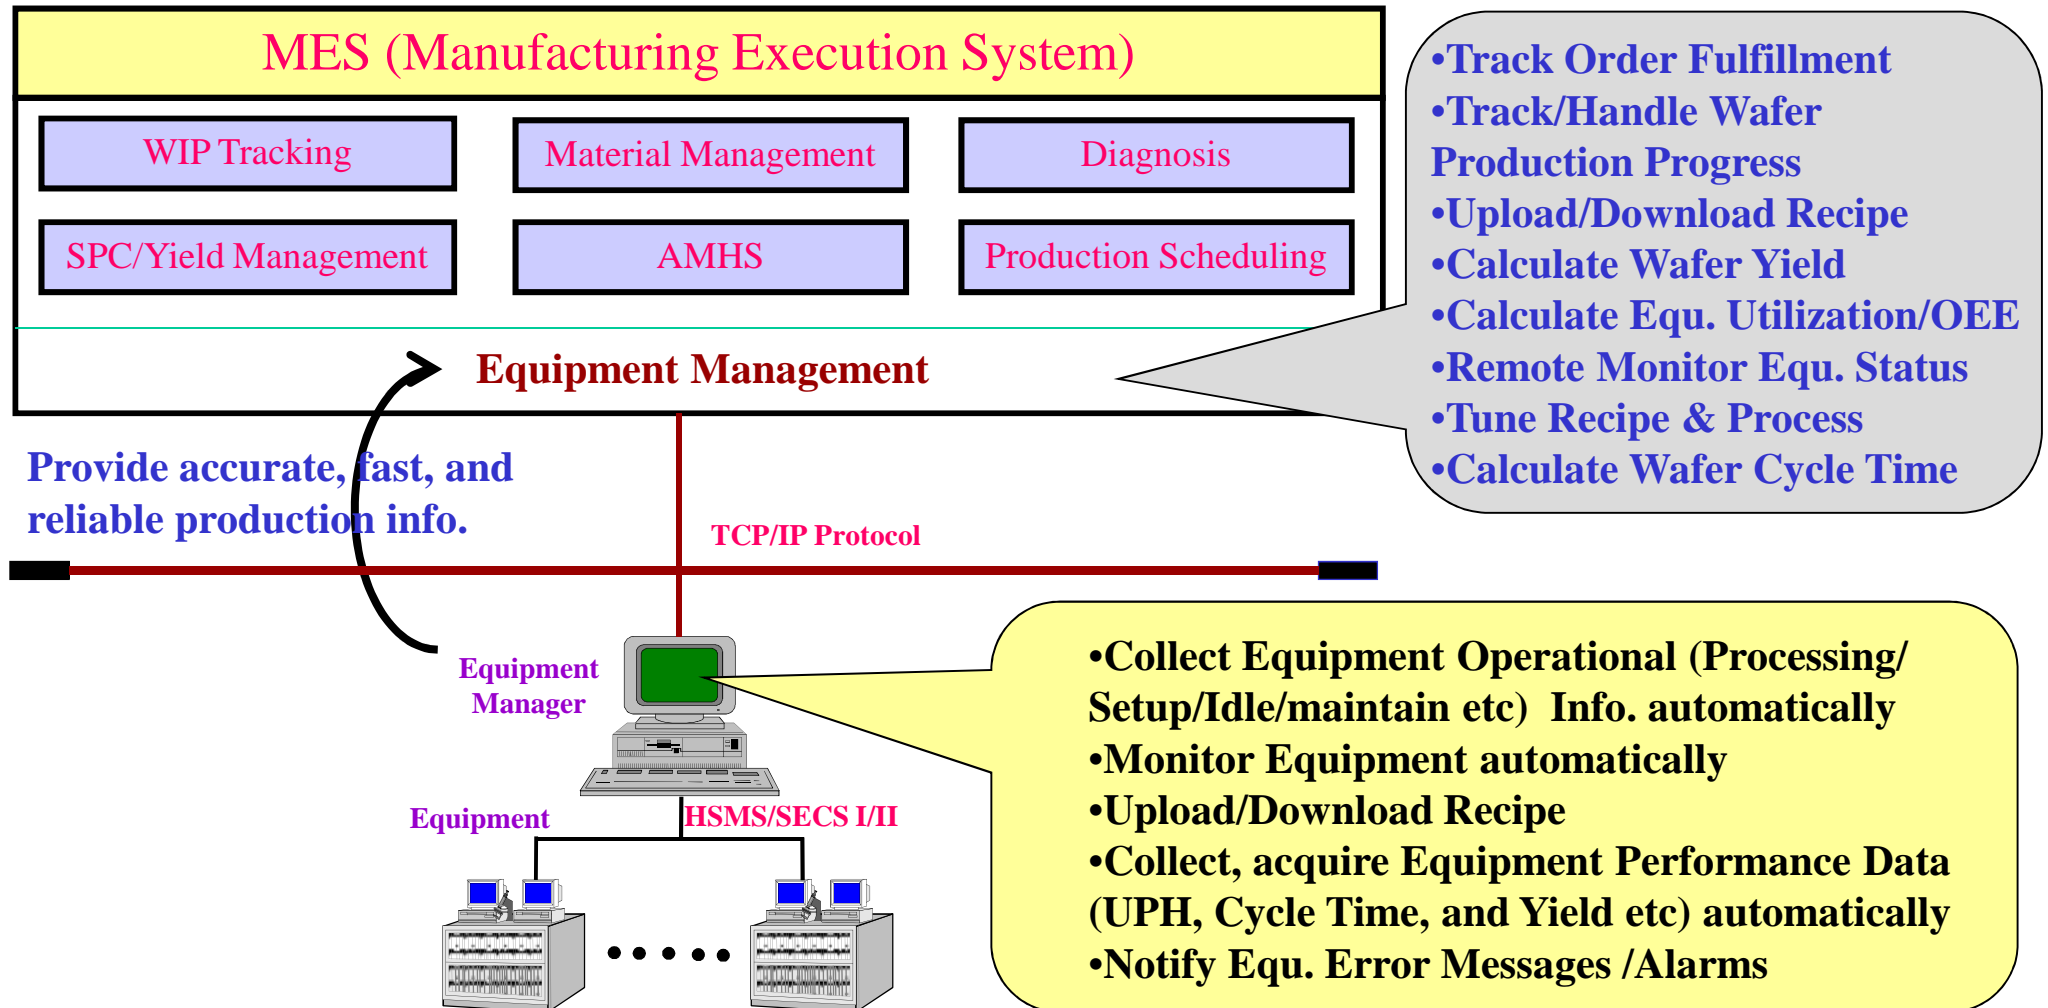 MES (Manufacturing Execution System)
WIP Tracking
Material Management
Diagnosis
SPC/Yield Management
AMHS
Production Scheduling
Equipment Management
•Track Order Fulfillment
•Track/Handle Wafer
Production Progress
•Upload/Download Recipe
•Calculate Wafer Yield
•Calculate Equ. Utilization/OEE
•Remote Monitor Equ. Status
•Tune Recipe & Process
•Calculate Wafer Cycle Time
Provide accurate, fast, and
reliable production info.
TCP/IP Protocol
Equipment
Manager
•Collect Equipment Operational (Processing/
Setup/Idle/maintain etc) Info. automatically
•Monitor Equipment automatically
•Upload/Download Recipe
•Collect, acquire Equipment Performance Data
(UPH, Cycle Time, and Yield etc) automatically
•Notify Equ. Error Messages /Alarms
Equipment
HSMS/SECS I/II